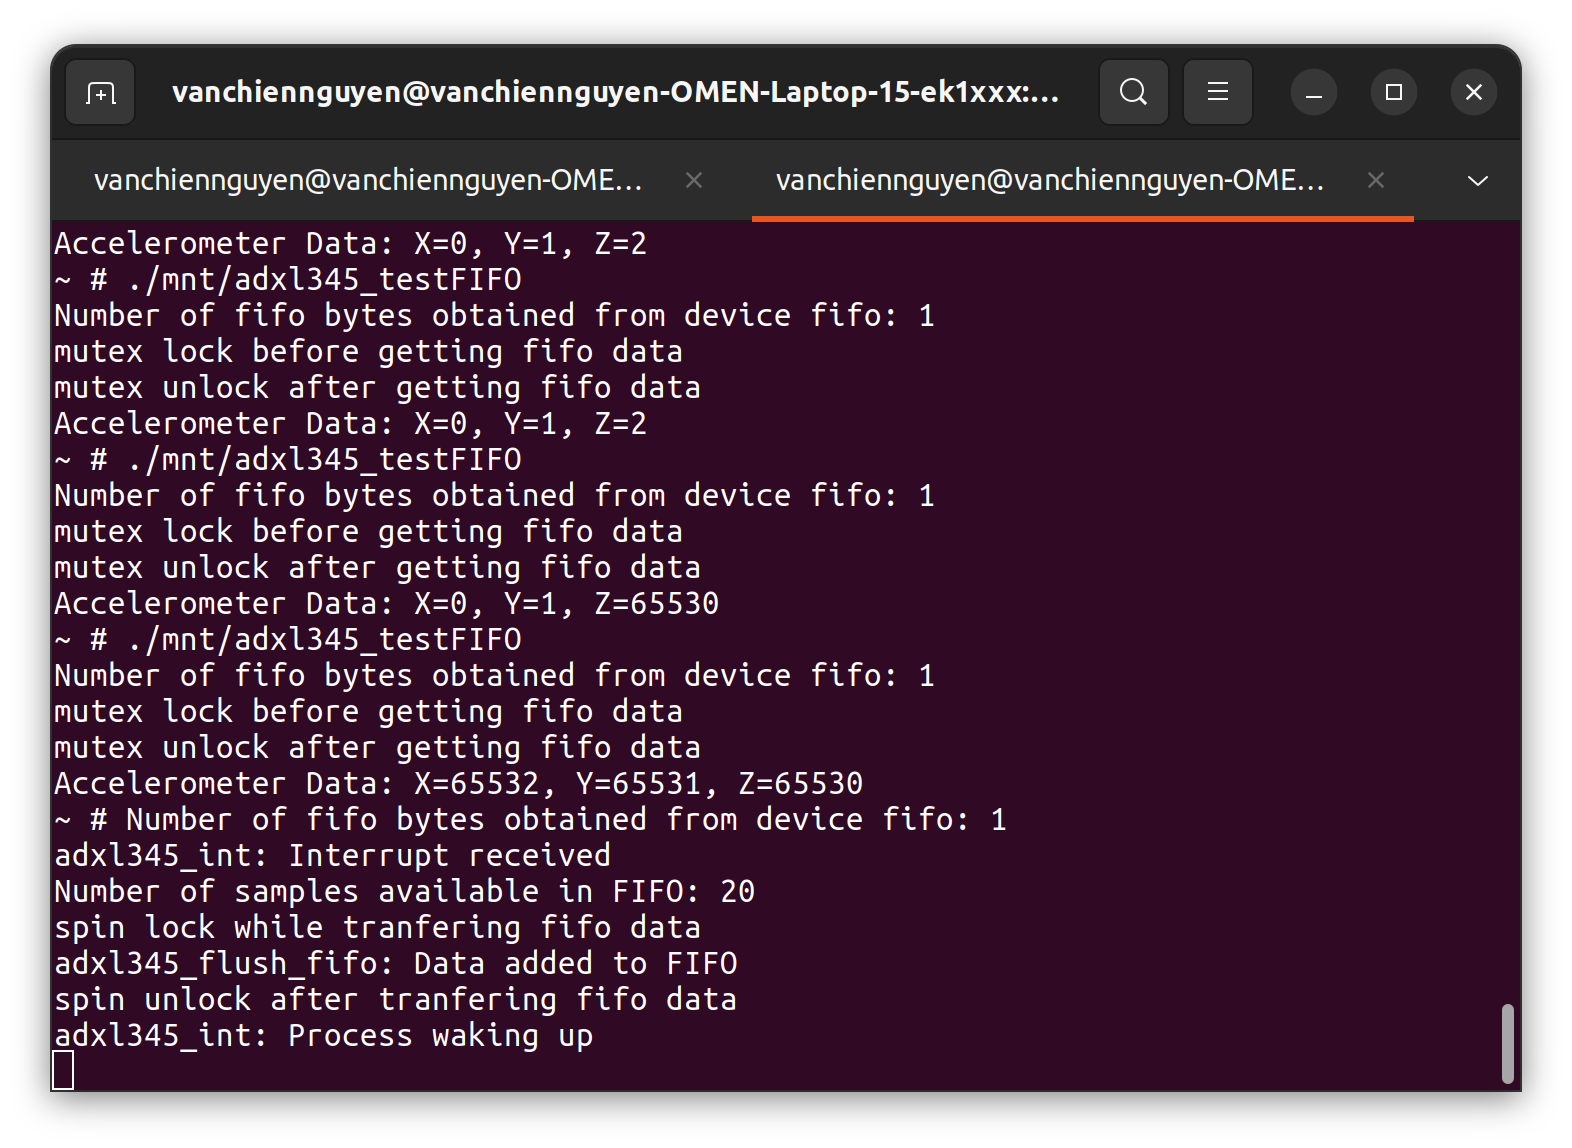 vanchiennguyen@vanchiennguyen-OMEN-Laptop-15-ek1xxx:...
vanchiennguyen@vanchiennguyen-OME...
vanchiennguyen@vanchiennguyen-OME...
Accelerometer Data: X=0, Y=1, Z=2
~ # ./mnt/adxl345_testFIFO
Number of fifo bytes obtained from device fifo: 1
mutex lock before getting fifo data
mutex unlock after getting fifo data
Accelerometer Data: X=0, Y=1, Z=2
~ # ./mnt/adxl345_testFIFO
Number of fifo bytes obtained from device fifo: 1
mutex lock before getting fifo data
mutex unlock after getting fifo data
Accelerometer Data: X=0, Y=1, Z=65530
~ # ./mnt/adxl345_testFIFO
Number of fifo bytes obtained from device fifo: 1
mutex lock before getting fifo data
mutex unlock after getting fifo data
Accelerometer Data: X=65532, Y=65531, Z=65530
~ # Number of fifo bytes obtained from device fifo: 1
adxl345_int: Interrupt received
Number of samples available in FIFO: 20
spin lock while tranfering fifo data
adxl345_flush_fifo: Data added to FIFO
spin unlock after tranfering fifo data
adxl345_int: Process waking up